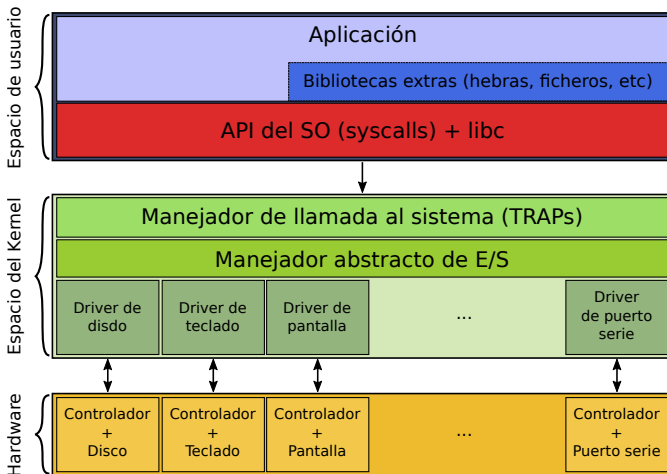 Espacio de usuario
Aplicación
Bibliotecas extras (hebras, ficheros, etc)
API del SO (syscalls) + libc
Espacio del Kernel
Manejador de llamada al sistema (TRAPs)
Manejador abstracto de E/S
Driver de
disdo
Driver de
teclado
Driver de
pantalla
...
Driver
de puerto
serie
Hardware
Controlador
+
Disco
Controlador
+
Teclado
Controlador
+
Pantalla
...
Controlador
+
Puerto serie